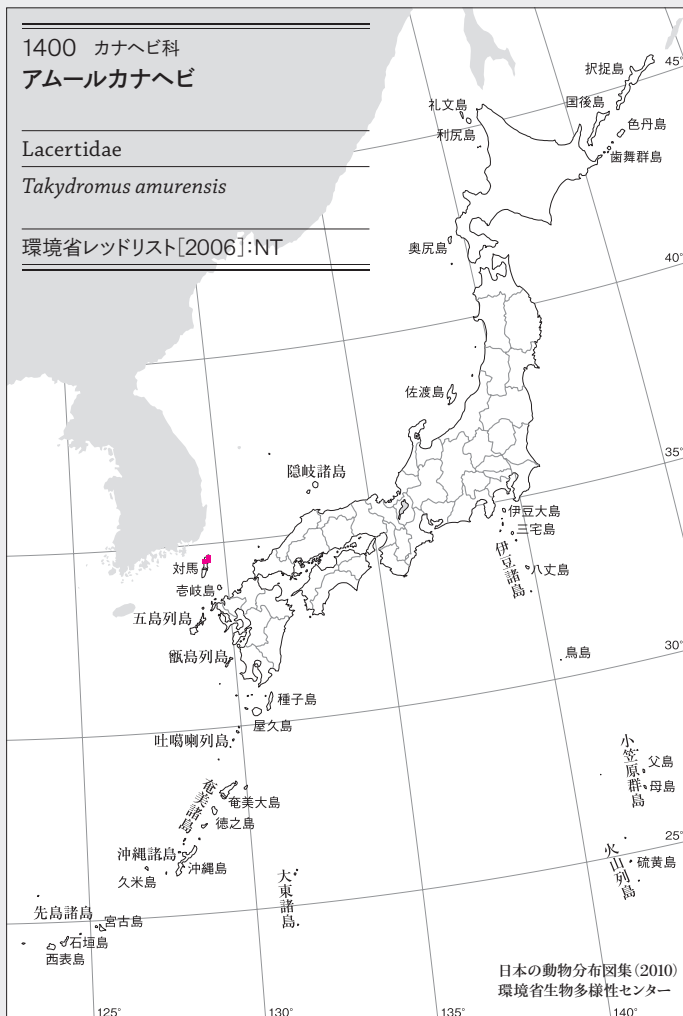 1400 カナヘビ科
アムールカナヘビ
Lacertidae
Takydromus amurensis
環境省レッドリスト[2006]:NT
択捉島
45°
礼文島
国後島
色丹島
利尻島
歯舞群島
奥尻島
40°
佐渡島
35°
隠岐諸島
伊豆大島
三宅島
対馬
八丈島
伊豆諸島
壱岐島
五島列島
甑島列島
鳥島
30°
種子島
屋久島
吐噶喇列島
小笠原群島
父島
母島
奄美諸島
奄美大島
徳之島
25°
沖縄諸島
沖縄島
久米島
火山列島
硫黄島
大東諸島
先島諸島
宮古島
石垣島
西表島
日本の動物分布図集(2010)
環境省生物多様性センター
125°
130°
135°
140°